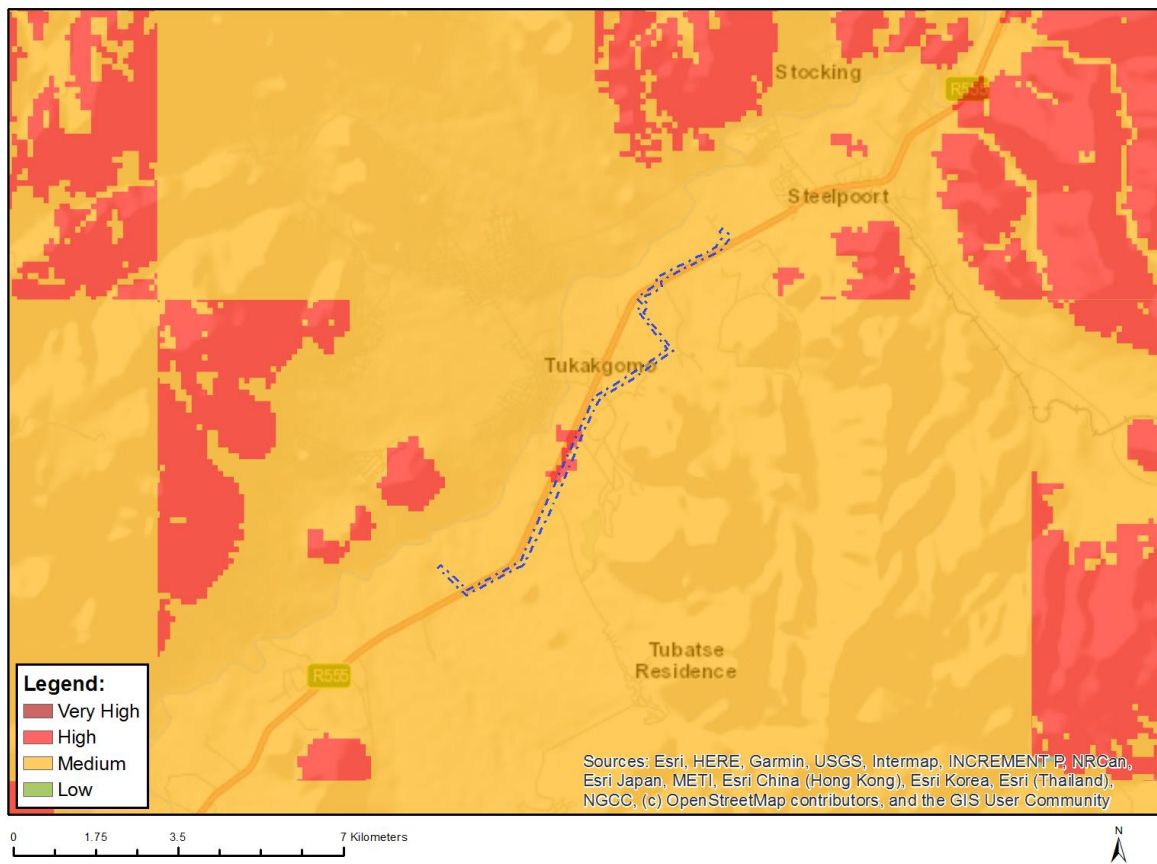 Stocking
R555
Steelpoort
Tukakgomo
Tubatse
Residence
R555
Legend:
Very High
High
Medium
Low
Sources: Esri, HERE, Garmin, USGS, Intermap, INCREMENT P, NRCan,
Esri Japan, METI, Esri China (Hong Kong), Esri Korea, Esri (Thailand),
NGCC, (c) OpenStreetMap contributors, and the GIS User Community
0 1.75 3.5 7 Kilometers
N